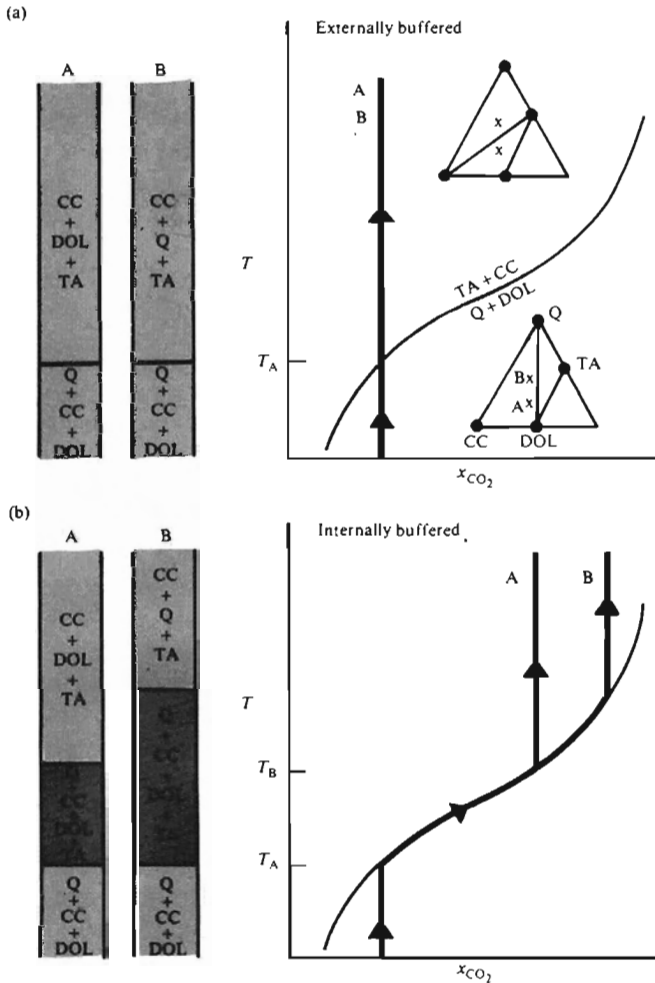 (a)
A
B
CC
+
DOL
+
TA
CC
+
Q
+
TA
Q
+
CC
+
DOL
Q
+
CC
+
DOL
Externally buffered
A
B
x
x
T
TA + CC
Q + DOL
T_A
Q
B x
TA
A x
CC
DOL
x_CO2
(b)
A
B
CC
+
DOL
+
TA
CC
+
Q
+
TA
Q
+
CC
+
DOL
+
CC
+
DOL
+
TA
Q
+
CC
+
DOL
Q
+
CC
+
DOL
Internally buffered
A
B
T
T_B
T_A
x_CO2